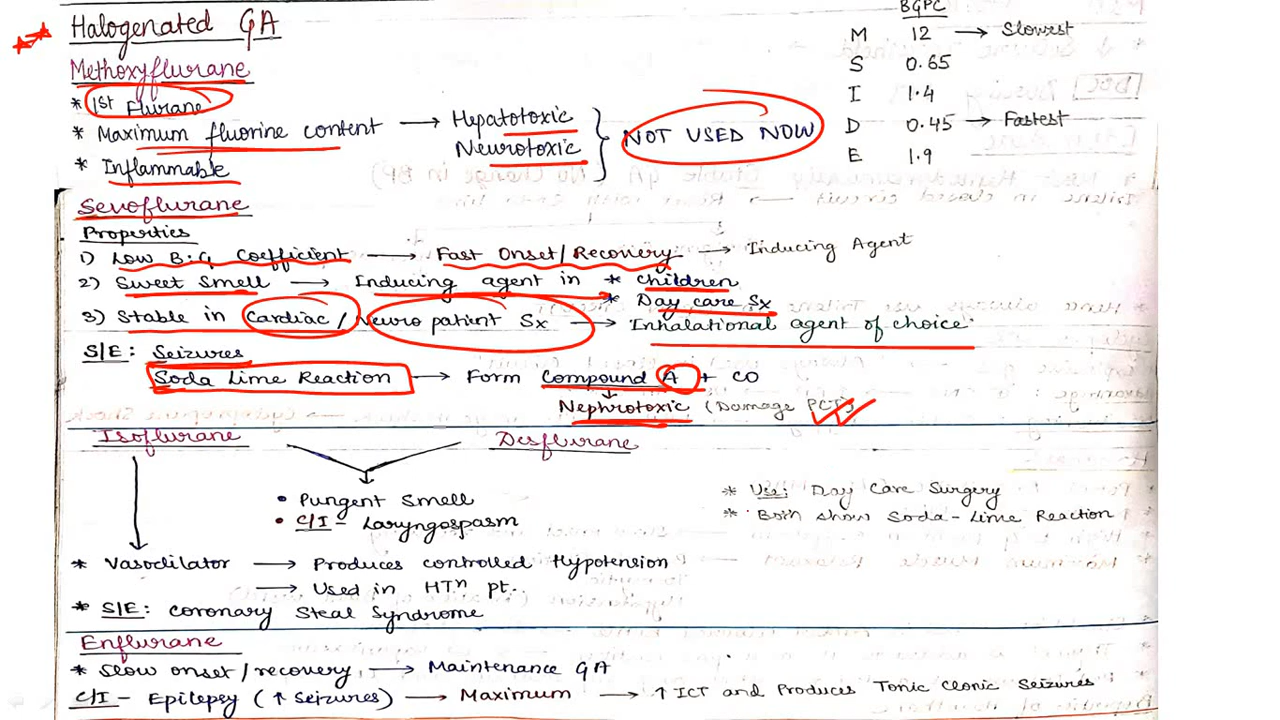 Halogenated GA
BGPC
M 12 → Slowest
S 0.65
I 1.4
D 0.45 → Fastest
E 1.9
Methoxyflurane
* 1st Flurane
* Maximum fluorine content → Hepatotoxic
Neurotoxic
NOT USED NOW
* Inflammable
Sevoflurane
Properties
1) Low B:G Coefficient → Fast Onset/Recovery → Inducing Agent
2) Sweet Smell → Inducing agent in * Children
* Day care Sx
3) Stable in Cardiac / Neuro patient Sx → Inhalational agent of choice
S/E: Seizures
Soda Lime Reaction → Form Compound A + CO
↓
Nephrotoxic (Damage PCT)
Isoflurane Desflurane
• Pungent Smell
• C/I - Laryngospasm
* Use: Day Care Surgery
* Both show Soda-Lime Reaction
* Vasodilator → Produces controlled Hypotension
→ Used in HTn pt.
* S/E: Coronary Steal Syndrome
Enflurane
* Slow onset/recovery → Maintenance GA
C/I - Epilepsy (↑ Seizures) → Maximum → ↑ ICT and Produces Tonic Clonic Seizures